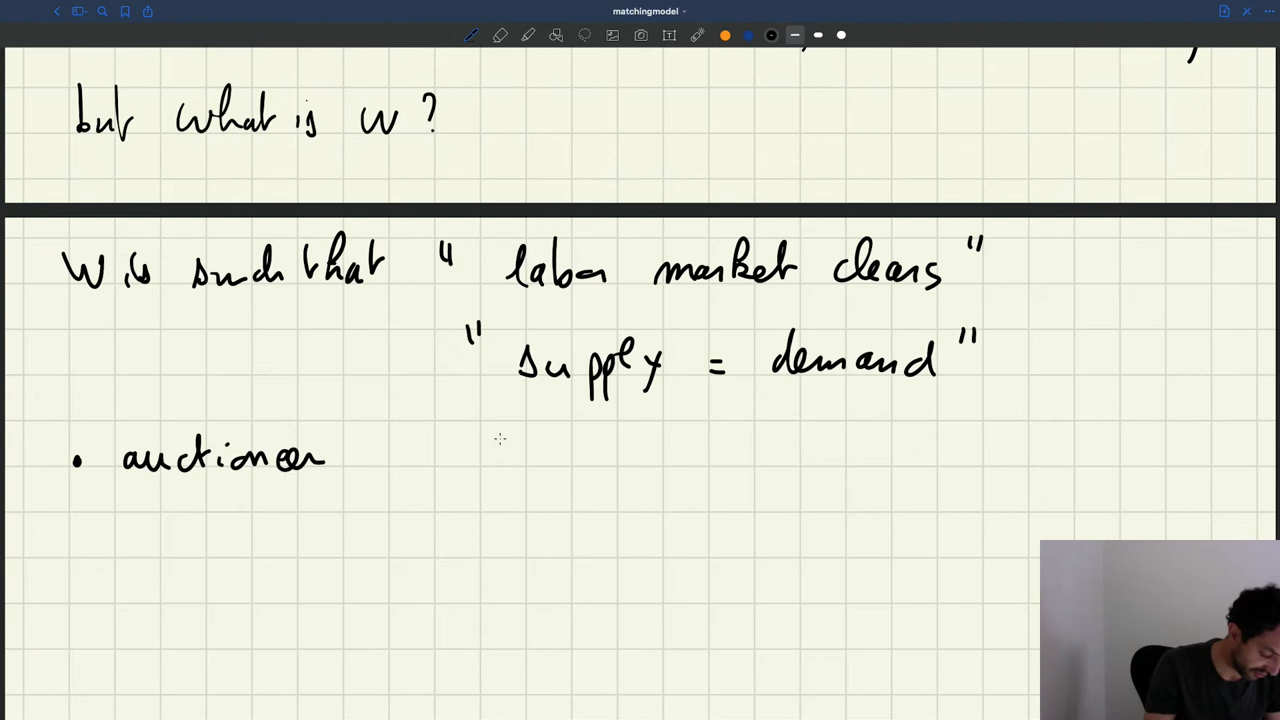 matchingmodel
but what is w?
w is such that " labor market clears "
" supply = demand "
• auctioneer